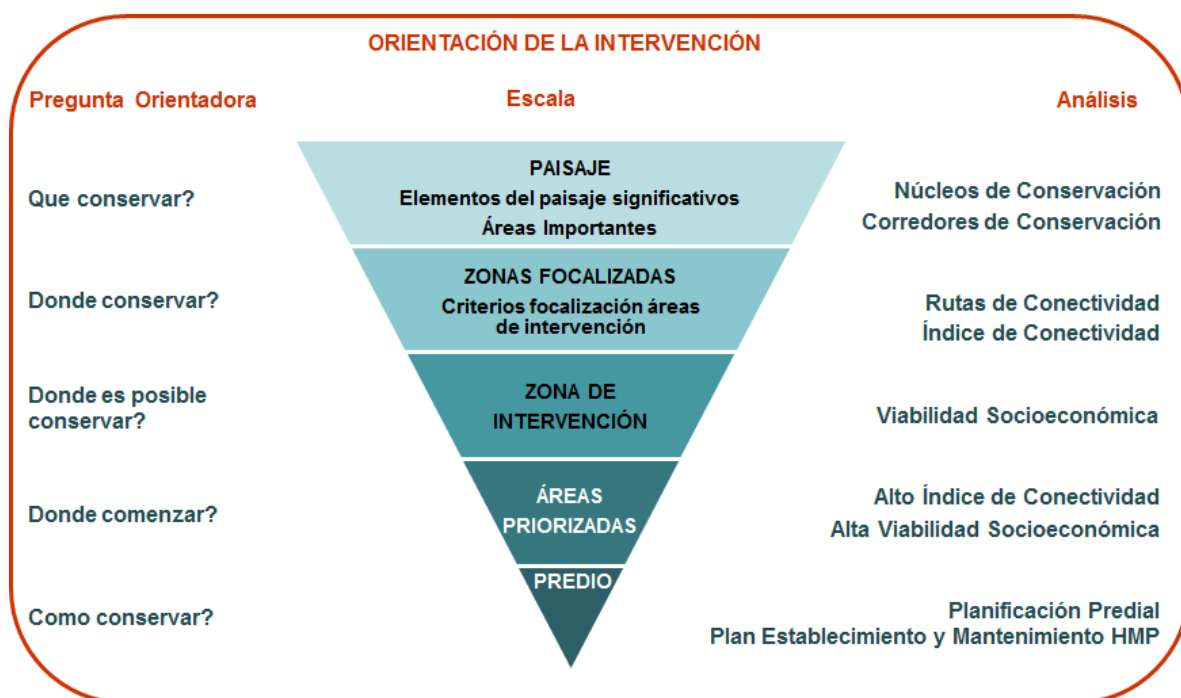 ORIENTACIÓN DE LA INTERVENCIÓN
Pregunta Orientadora
Escala
Análisis
Que conservar?
PAISAJE
Elementos del paisaje significativos
Áreas Importantes
Núcleos de Conservación
Corredores de Conservación
Donde conservar?
ZONAS FOCALIZADAS
Criterios focalización áreas
de intervención
Rutas de Conectividad
Índice de Conectividad
Donde es posible
conservar?
ZONA DE
INTERVENCIÓN
Viabilidad Socioeconómica
Donde comenzar?
ÁREAS
PRIORIZADAS
Alto Índice de Conectividad
Alta Viabilidad Socioeconómica
Como conservar?
PREDIO
Planificación Predial
Plan Establecimiento y Mantenimiento HMP